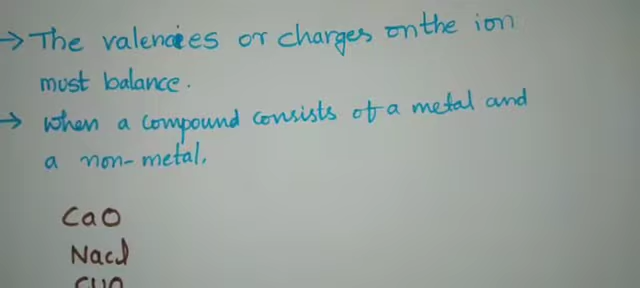 → The valencies or charges on the ion
must balance.
→ when a compound consists of a metal and
a non-metal.
CaO
Nacl
CuO